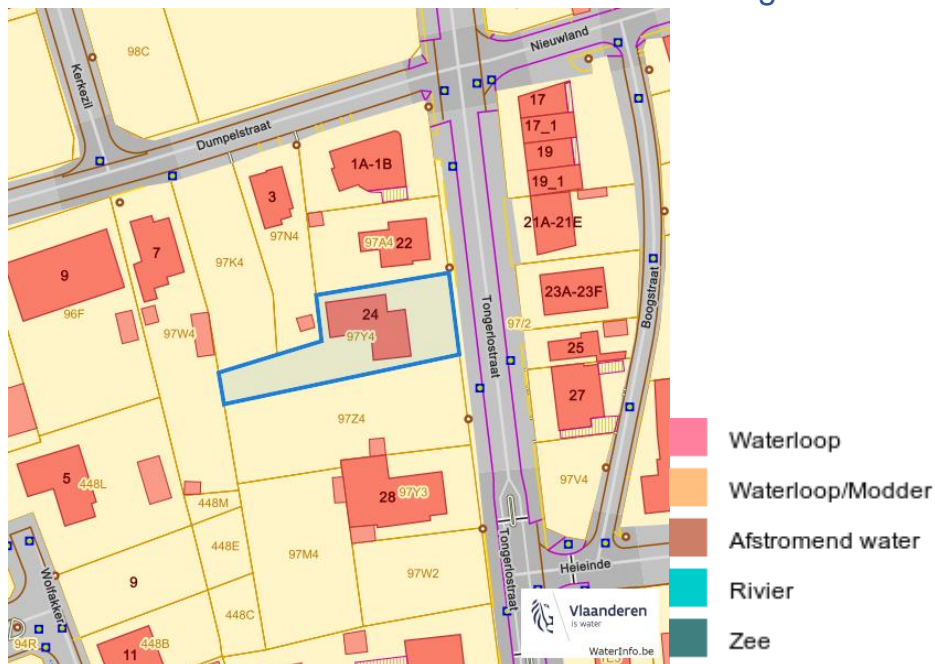 98C
Nieuwland
Kerkezil
Dumpelstraat
17
17_1
1A-1B
19
19_1
3
21A-21E
97A4
22
97N4
7
9
97K4
Boogstraat
23A-23F
96F
24
Tongerlostraat
97/2
97W4
97Y4
25
27
97Z4
5
448L
28
97Y3
97V4
448M
97M4
448E
Tongerlostraat
Heieinde
9
97W2
Wolfakker
448C
94R
448B
11
Vlaanderen
is water
WaterInfo.be
Waterloop
Waterloop/Modder
Afstromend water
Rivier
Zee